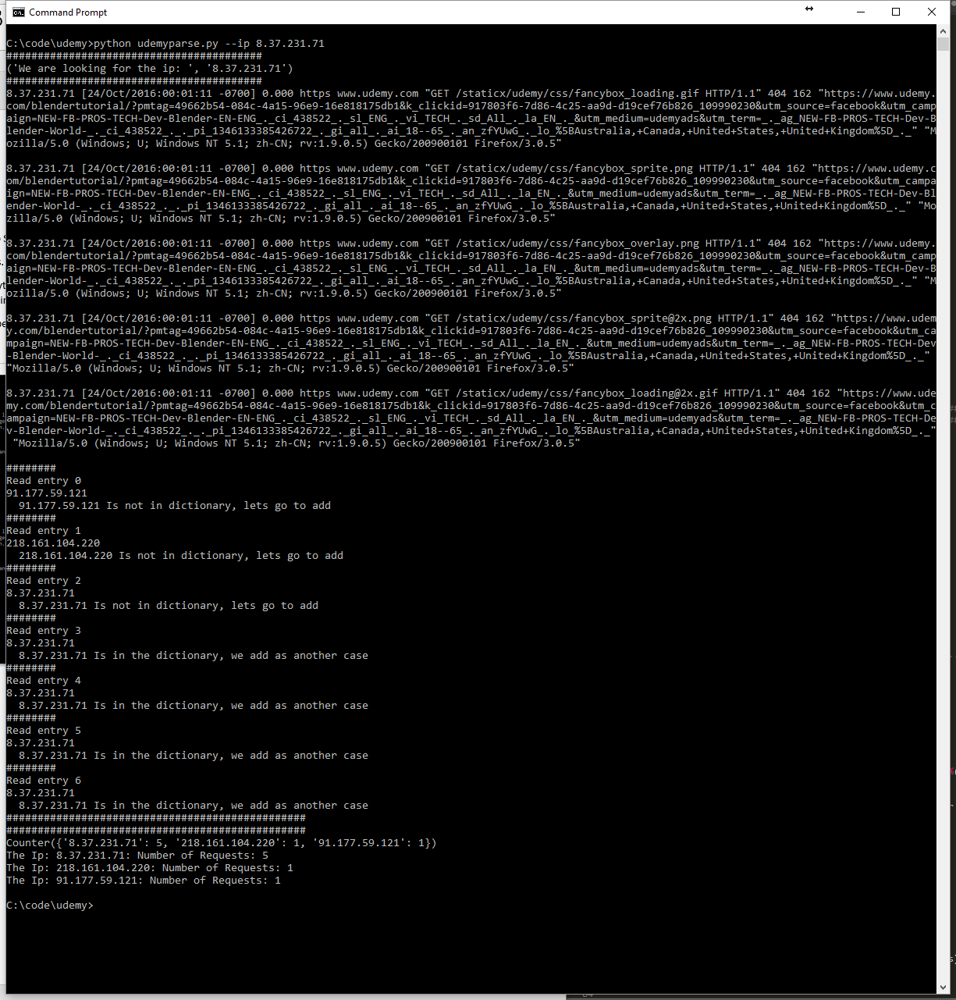 Command Prompt
C:\code\udemy>python udemyparse.py --ip 8.37.231.71
#########################################
('We are looking for the ip: ', '8.37.231.71')
#########################################
8.37.231.71 [24/Oct/2016:00:01:11 -0700] 0.000 https www.udemy.com "GET /staticx/udemy/css/fancybox_loading.gif HTTP/1.1" 404 162 "https://www.udemy.
com/blendertutorial/?pmtag=49662b54-084c-4a15-96e9-16e818175db1&k_clickid=917803f6-7d86-4c25-aa9d-d19cef76b826_109990230&utm_source=facebook&utm_camp
aign=NEW-FB-PROS-TECH-Dev-Blender-EN-ENG_._ci_438522_._sl_ENG_._vi_TECH_._sd_All_._la_EN_._&utm_medium=udemyads&utm_term=_._ag_NEW-FB-PROS-TECH-Dev-B
lender-World-_._ci_438522_._._pi_1346133385426722_._gi_all_._ai_18--65_._an_zfYUwG_._lo_%5BAustralia,+Canada,+United+States,+United+Kingdom%5D_._" "M
ozilla/5.0 (Windows; U; Windows NT 5.1; zh-CN; rv:1.9.0.5) Gecko/200900101 Firefox/3.0.5"
8.37.231.71 [24/Oct/2016:00:01:11 -0700] 0.000 https www.udemy.com "GET /staticx/udemy/css/fancybox_sprite.png HTTP/1.1" 404 162 "https://www.udemy.c
om/blendertutorial/?pmtag=49662b54-084c-4a15-96e9-16e818175db1&k_clickid=917803f6-7d86-4c25-aa9d-d19cef76b826_109990230&utm_source=facebook&utm_campa
ign=NEW-FB-PROS-TECH-Dev-Blender-EN-ENG_._ci_438522_._sl_ENG_._vi_TECH_._sd_All_._la_EN_._&utm_medium=udemyads&utm_term=_._ag_NEW-FB-PROS-TECH-Dev-Bl
ender-World-_._ci_438522_._._pi_1346133385426722_._gi_all_._ai_18--65_._an_zfYUwG_._lo_%5BAustralia,+Canada,+United+States,+United+Kingdom%5D_._" "Mo
zilla/5.0 (Windows; U; Windows NT 5.1; zh-CN; rv:1.9.0.5) Gecko/200900101 Firefox/3.0.5"
8.37.231.71 [24/Oct/2016:00:01:11 -0700] 0.000 https www.udemy.com "GET /staticx/udemy/css/fancybox_overlay.png HTTP/1.1" 404 162 "https://www.udemy.
com/blendertutorial/?pmtag=49662b54-084c-4a15-96e9-16e818175db1&k_clickid=917803f6-7d86-4c25-aa9d-d19cef76b826_109990230&utm_source=facebook&utm_camp
aign=NEW-FB-PROS-TECH-Dev-Blender-EN-ENG_._ci_438522_._sl_ENG_._vi_TECH_._sd_All_._la_EN_._&utm_medium=udemyads&utm_term=_._ag_NEW-FB-PROS-TECH-Dev-B
lender-World-_._ci_438522_._._pi_1346133385426722_._gi_all_._ai_18--65_._an_zfYUwG_._lo_%5BAustralia,+Canada,+United+States,+United+Kingdom%5D_._" "M
ozilla/5.0 (Windows; U; Windows NT 5.1; zh-CN; rv:1.9.0.5) Gecko/200900101 Firefox/3.0.5"
8.37.231.71 [24/Oct/2016:00:01:11 -0700] 0.000 https www.udemy.com "GET /staticx/udemy/css/fancybox_sprite@2x.png HTTP/1.1" 404 162 "https://www.udem
y.com/blendertutorial/?pmtag=49662b54-084c-4a15-96e9-16e818175db1&k_clickid=917803f6-7d86-4c25-aa9d-d19cef76b826_109990230&utm_source=facebook&utm_ca
mpaign=NEW-FB-PROS-TECH-Dev-Blender-EN-ENG_._ci_438522_._sl_ENG_._vi_TECH_._sd_All_._la_EN_._&utm_medium=udemyads&utm_term=_._ag_NEW-FB-PROS-TECH-Dev
-Blender-World-_._ci_438522_._._pi_1346133385426722_._gi_all_._ai_18--65_._an_zfYUwG_._lo_%5BAustralia,+Canada,+United+States,+United+Kingdom%5D_._"
"Mozilla/5.0 (Windows; U; Windows NT 5.1; zh-CN; rv:1.9.0.5) Gecko/200900101 Firefox/3.0.5"
8.37.231.71 [24/Oct/2016:00:01:11 -0700] 0.000 https www.udemy.com "GET /staticx/udemy/css/fancybox_loading@2x.gif HTTP/1.1" 404 162 "https://www.ude
my.com/blendertutorial/?pmtag=49662b54-084c-4a15-96e9-16e818175db1&k_clickid=917803f6-7d86-4c25-aa9d-d19cef76b826_109990230&utm_source=facebook&utm_c
ampaign=NEW-FB-PROS-TECH-Dev-Blender-EN-ENG_._ci_438522_._sl_ENG_._vi_TECH_._sd_All_._la_EN_._&utm_medium=udemyads&utm_term=_._ag_NEW-FB-PROS-TECH-De
v-Blender-World-_._ci_438522_._._pi_1346133385426722_._gi_all_._ai_18--65_._an_zfYUwG_._lo_%5BAustralia,+Canada,+United+States,+United+Kingdom%5D_._"
"Mozilla/5.0 (Windows; U; Windows NT 5.1; zh-CN; rv:1.9.0.5) Gecko/200900101 Firefox/3.0.5"
########
Read entry 0
91.177.59.121
91.177.59.121 Is not in dictionary, lets go to add
########
Read entry 1
218.161.104.220
218.161.104.220 Is not in dictionary, lets go to add
########
Read entry 2
8.37.231.71
8.37.231.71 Is not in dictionary, lets go to add
########
Read entry 3
8.37.231.71
8.37.231.71 Is in the dictionary, we add as another case
########
Read entry 4
8.37.231.71
8.37.231.71 Is in the dictionary, we add as another case
########
Read entry 5
8.37.231.71
8.37.231.71 Is in the dictionary, we add as another case
########
Read entry 6
8.37.231.71
8.37.231.71 Is in the dictionary, we add as another case
################################################
################################################
Counter({'8.37.231.71': 5, '218.161.104.220': 1, '91.177.59.121': 1})
The Ip: 8.37.231.71: Number of Requests: 5
The Ip: 218.161.104.220: Number of Requests: 1
The Ip: 91.177.59.121: Number of Requests: 1
C:\code\udemy>